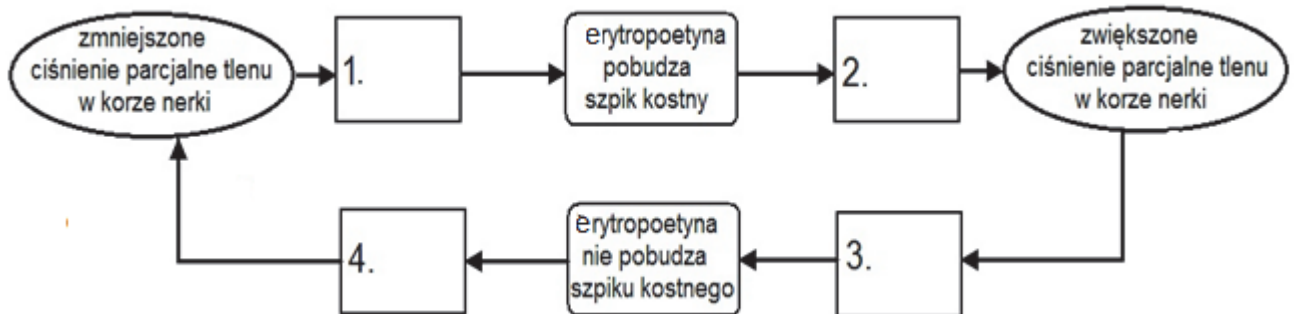 zmniejszone
ciśnienie parcjalne tlenu
w korze nerki
1.
erytropoetyna
pobudza
szpik kostny
2.
zwiększone
ciśnienie parcjalne tlenu
w korze nerki
3.
erytropoetyna
nie pobudza
szpiku kostnego
4.